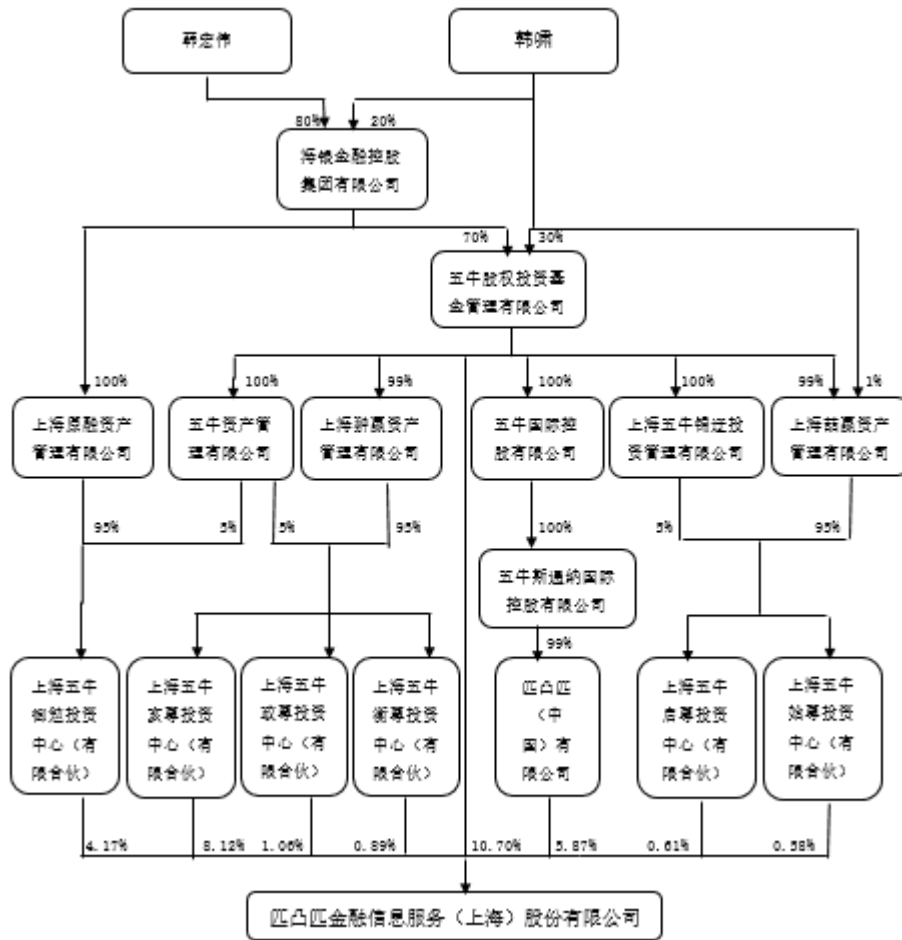 韩宏伟
韩啸
80%
20%
海银金融控股
集团有限公司
70%
30%
五牛股权投资基
金管理有限公司
100%
100%
99%
100%
100%
99%
1%
上海原融资产
管理有限公司
五牛资产管
理有限公司
上海翀赢资产
管理有限公司
五牛国际控
股有限公司
上海五牛锦迓投
资管理有限公司
上海喆赢资产
管理有限公司
95%
5%
5%
95%
100%
5%
95%
五牛斯通纳国际
控股有限公司
99%
上海五牛
御勉投资
中心（有
限合伙）
上海五牛
亥尊投资
中心（有
限合伙）
上海五牛
政尊投资
中心（有
限合伙）
上海五牛
衡尊投资
中心（有
限合伙）
匹凸匹
（中
国）有
限公司
上海五牛
启尊投资
中心（有
限合伙）
上海五牛
始尊投资
中心（有
限合伙）
4.17%
8.12%
1.06%
0.89%
10.70%
5.87%
0.61%
0.58%
匹凸匹金融信息服务（上海）股份有限公司